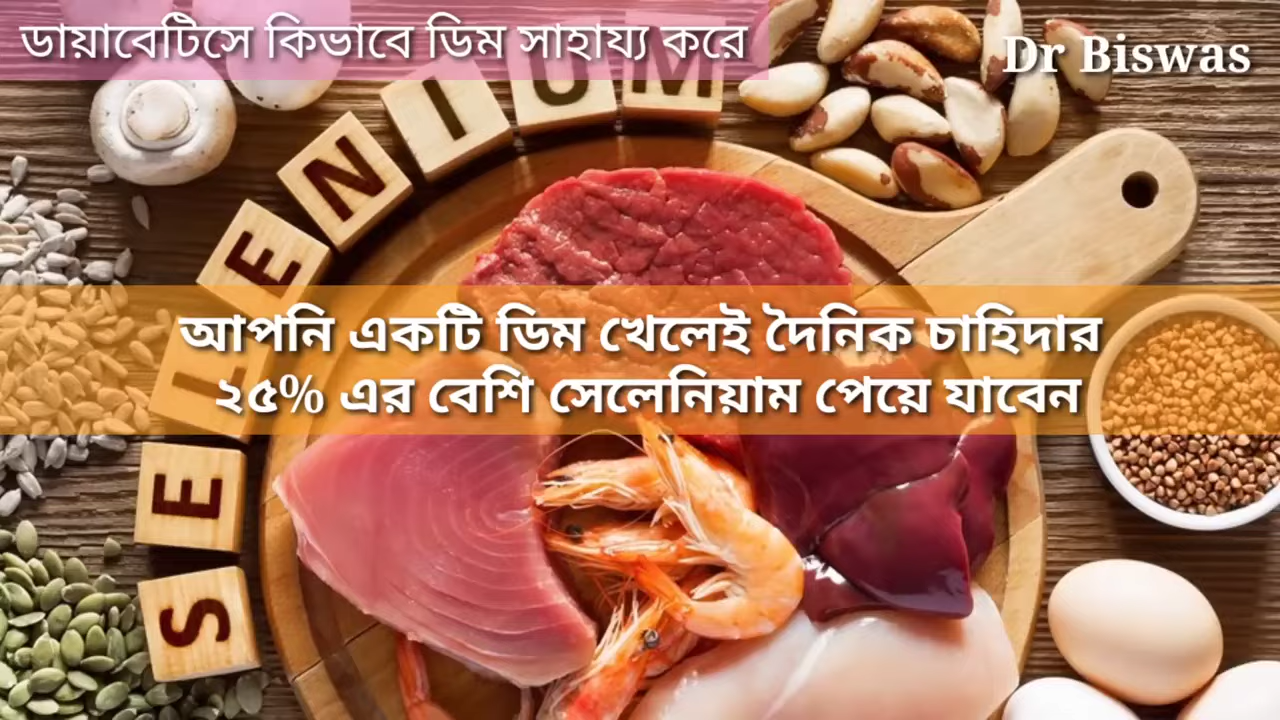 ডায়াবেটিসে কিভাবে ডিম সাহায্য করে
Dr Biswas
SELENIUM
আপনি একটি ডিম খেলেই দৈনিক চাহিদার
২৫% এর বেশি সেলেনিয়াম পেয়ে যাবেন